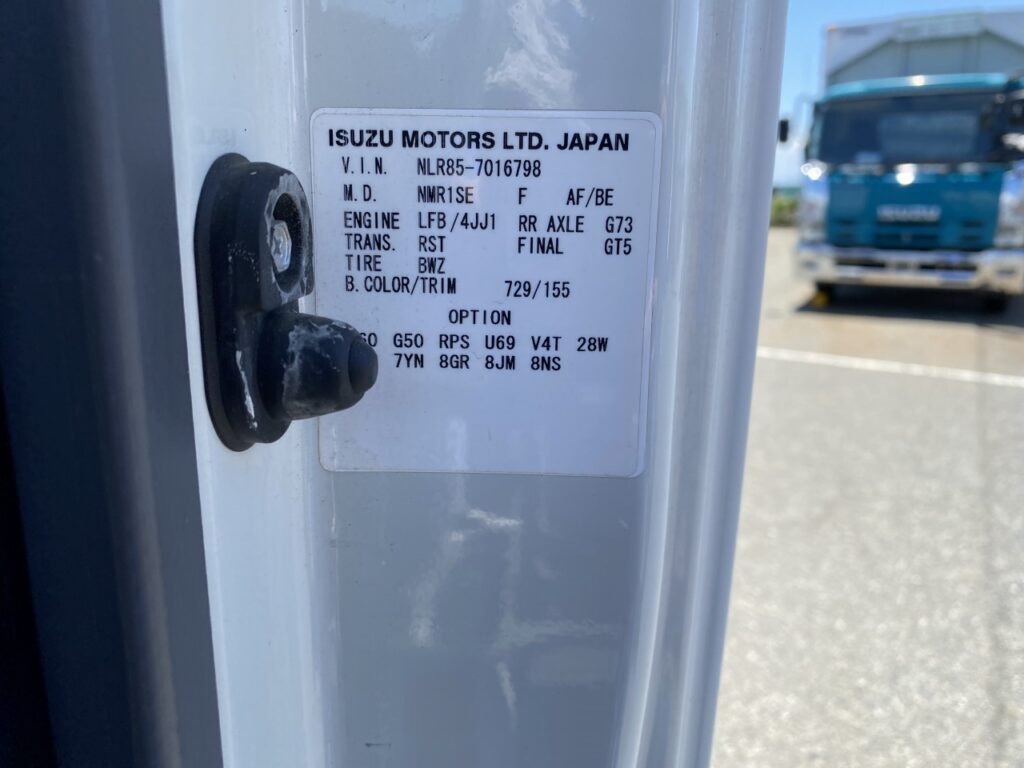 ISUZU MOTORS LTD. JAPAN
V.I.N. NLR85-7016798
M.D. NMR1SE F AF/BE
ENGINE LFB/4JJ1 RR AXLE G73
TRANS. RST FINAL GT5
TIRE BWZ
B.COLOR/TRIM 729/155
OPTION
G50 RPS U69 V4T 28W
7YN 8GR 8JM 8NS
ISUZU